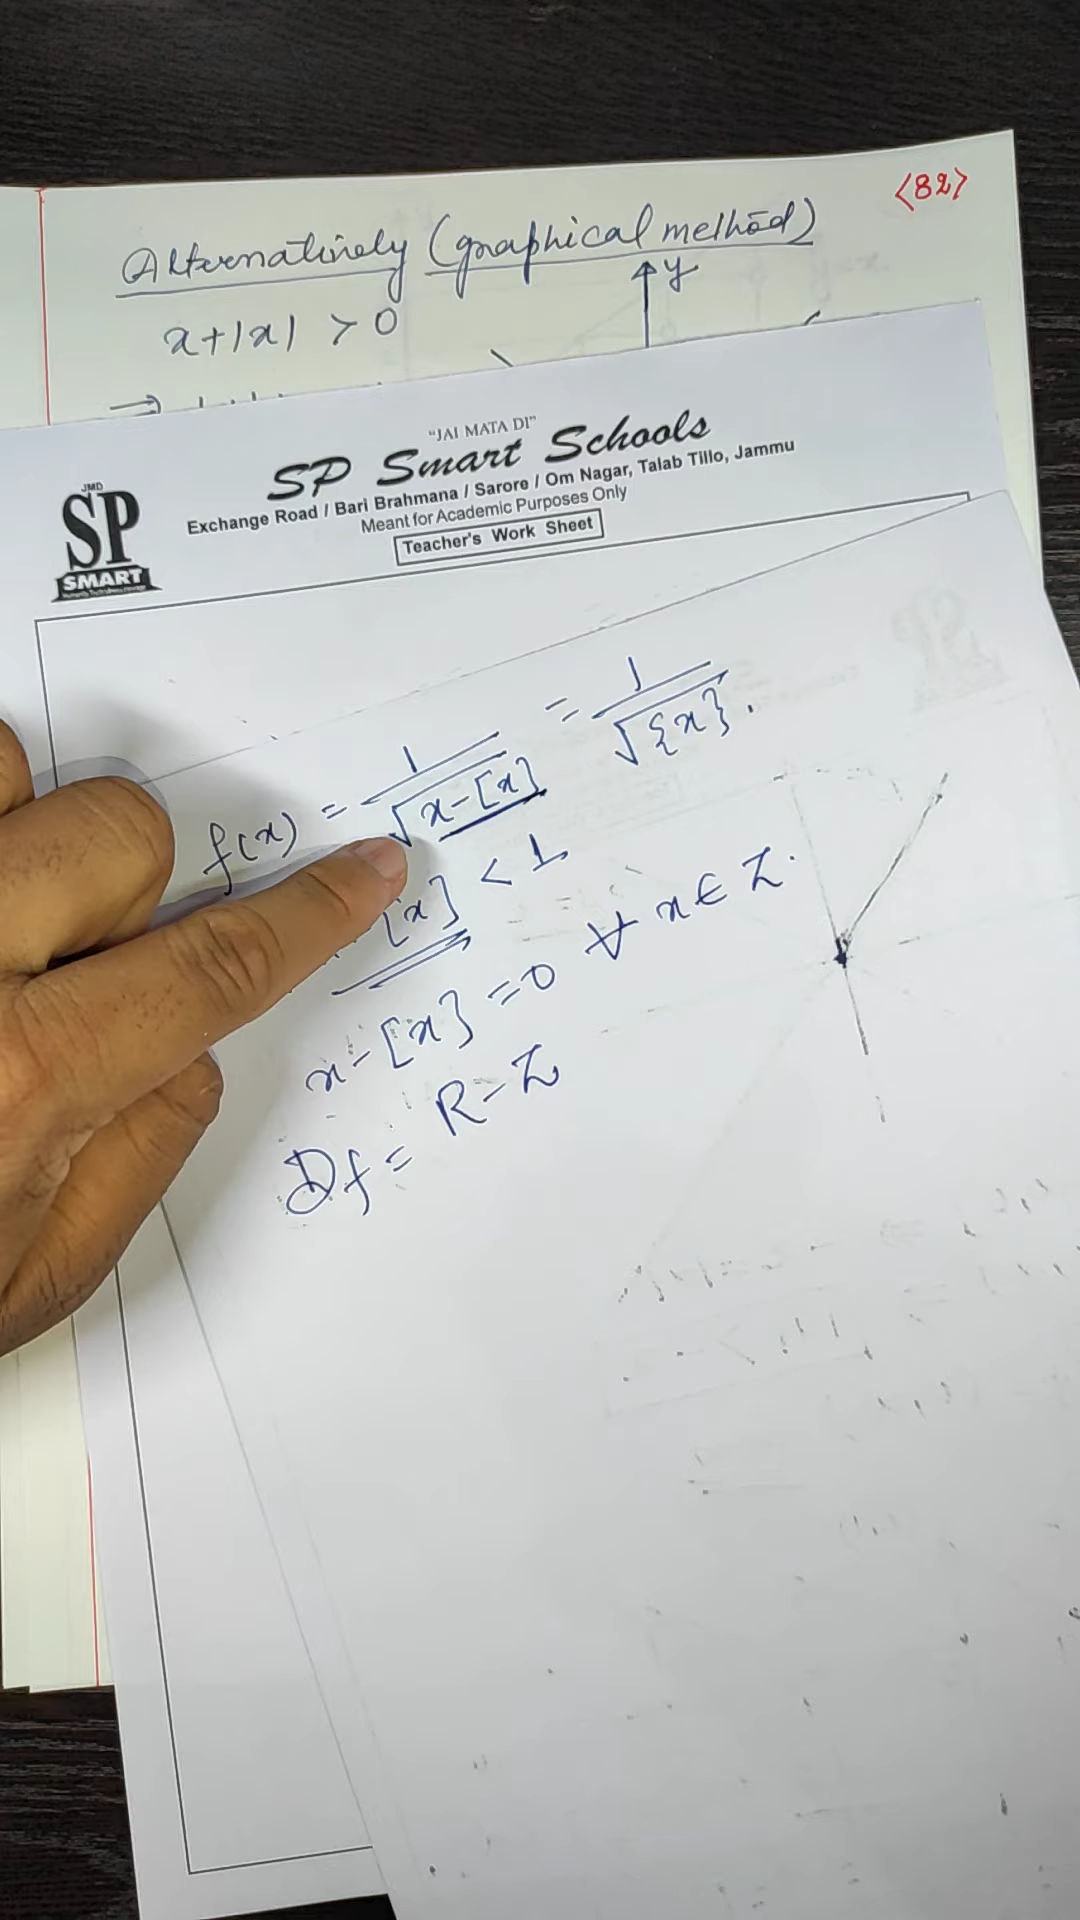 <82>
Alternatively (graphical method)
x+|x| > 0
y
"JAI MATA DI"
SP Smart Schools
Exchange Road / Bari Brahmana / Sarore / Om Nagar, Talab Tillo, Jammu
Meant for Academic Purposes Only
Teacher's Work Sheet
JMD
SP
SMART
f(x) = 1/√(x-[x]) = 1/√{x}.
[x] < 1
x-[x] = 0 ∀ x∈Z.
Df = R-Z